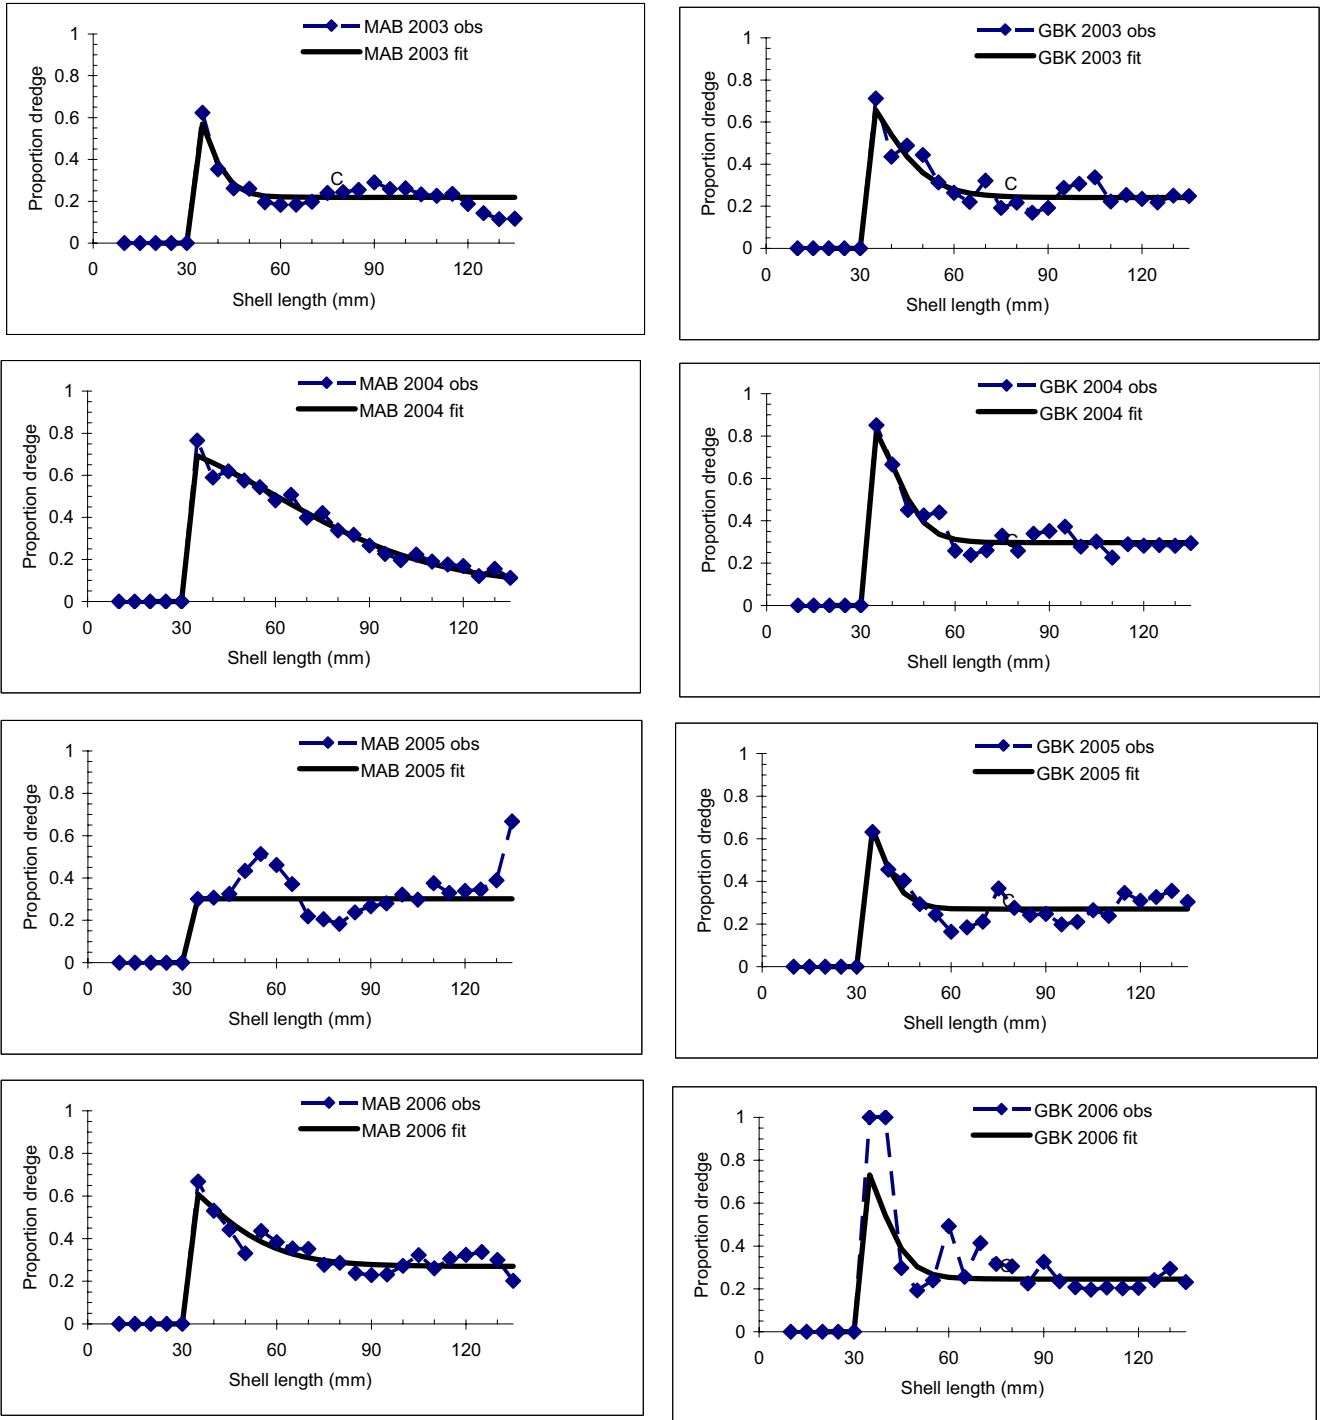 MAB 2003 obs
MAB 2003 fit
Proportion dredge
1
0.8
0.6
0.4
0.2
0
C
0 30 60 90 120
Shell length (mm)
GBK 2003 obs
GBK 2003 fit
Proportion dredge
1
0.8
0.6
0.4
0.2
0
C
0 30 60 90 120
Shell length (mm)
MAB 2004 obs
MAB 2004 fit
Proportion dredge
1
0.8
0.6
0.4
0.2
0
0 30 60 90 120
Shell length (mm)
GBK 2004 obs
GBK 2004 fit
Proportion dredge
1
0.8
0.6
0.4
0.2
0
C
0 30 60 90 120
Shell length (mm)
MAB 2005 obs
MAB 2005 fit
Proportion dredge
1
0.8
0.6
0.4
0.2
0
0 30 60 90 120
Shell length (mm)
GBK 2005 obs
GBK 2005 fit
Proportion dredge
1
0.8
0.6
0.4
0.2
0
C
0 30 60 90 120
Shell length (mm)
MAB 2006 obs
MAB 2006 fit
Proportion dredge
1
0.8
0.6
0.4
0.2
0
0 30 60 90 120
Shell length (mm)
GBK 2006 obs
GBK 2006 fit
Proportion dredge
1
0.8
0.6
0.4
0.2
0
C
0 30 60 90 120
Shell length (mm)